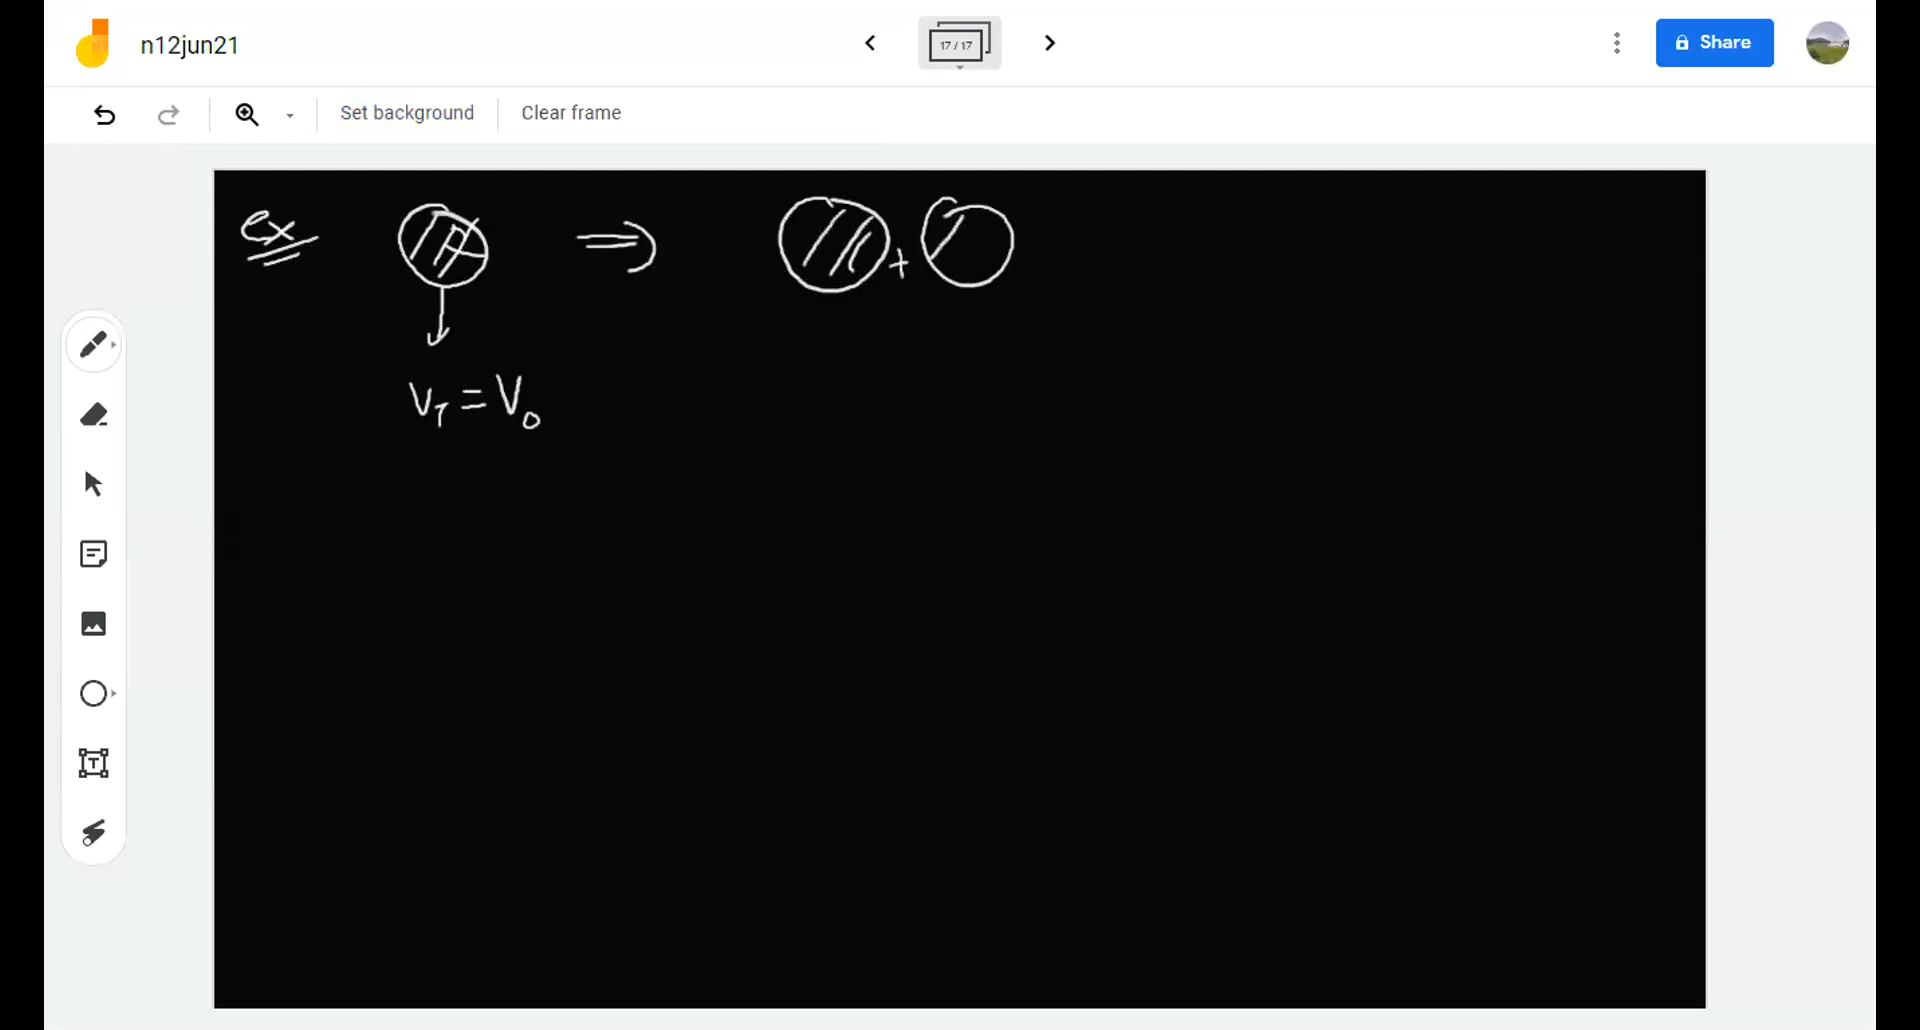 n12jun21
17 / 17
Share
Set background
Clear frame
ex ⇒ +
V_T = V_0